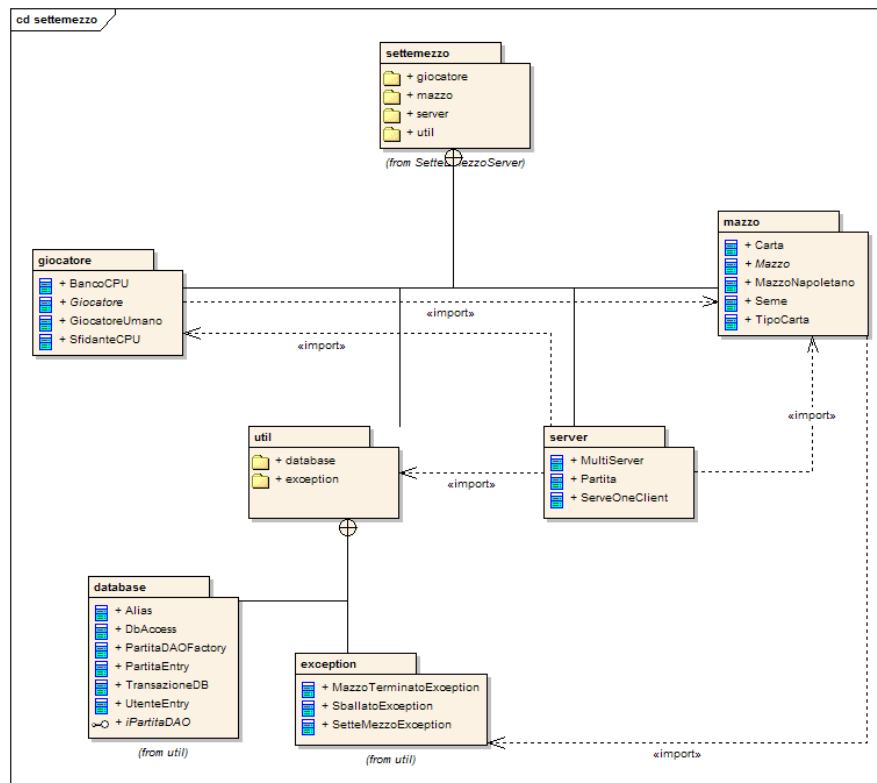 cd settemezzo
settemezzo
+ giocatore
+ mazzo
+ server
+ util
(from SetteMezzoServer)
mazzo
+ Carta
+ Mazzo
+ MazzoNapoletano
+ Seme
+ TipoCarta
giocatore
+ BancoCPU
+ Giocatore
+ GiocatoreUmano
+ SfidanteCPU
«import»
«import»
«import»
util
+ database
+ exception
server
+ MultiServer
+ Partita
+ ServeOneClient
«import»
database
+ Alias
+ DbAccess
+ PartitaDAOFactory
+ PartitaEntry
+ TransazioneDB
+ UtenteEntry
+ iPartitaDAO
(from util)
exception
+ MazzoTerminatoException
+ SballatoException
+ SetteMezzoException
(from util)
«import»